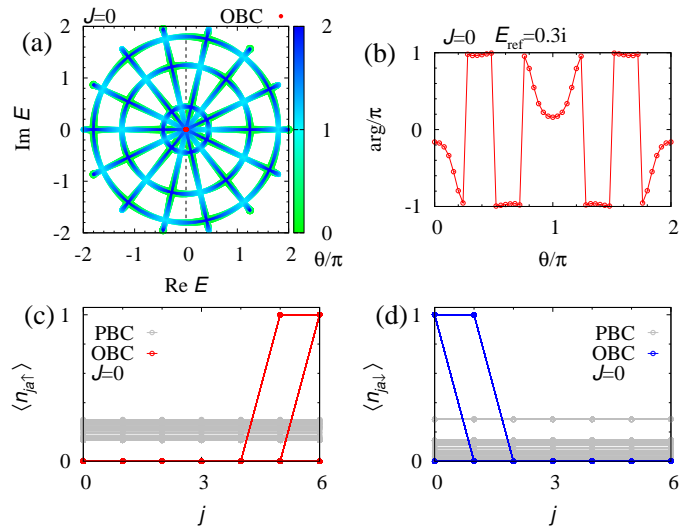 (a)
J=0
OBC
Im E
2
1
0
-1
-2
-2 -1 0 1 2
Re E
2
1
0
θ/π
(b)
J=0 E_ref=0.3i
arg/π
1
0
-1
0 1 2
θ/π
(c)
PBC
OBC
J=0
⟨n_ja↑⟩
1
0
0 3 6
j
(d)
PBC
OBC
J=0
⟨n_ja↓⟩
1
0
0 3 6
j